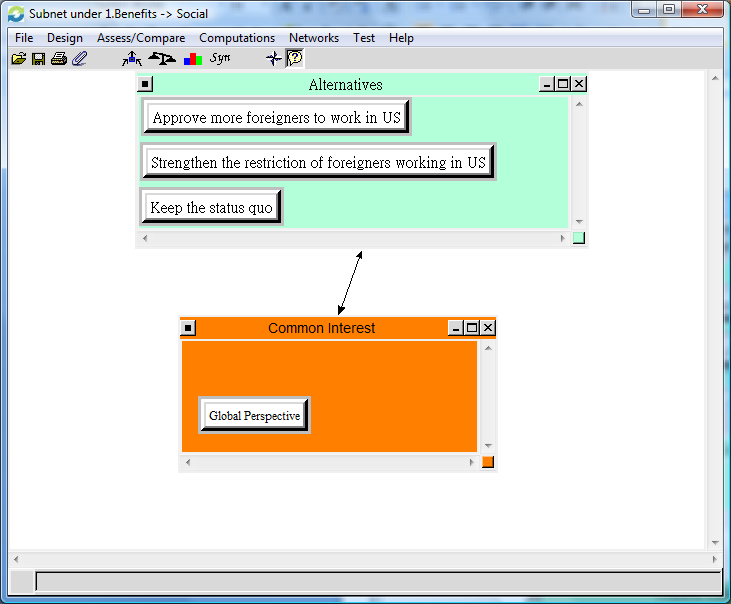 Subnet under 1.Benefits -> Social
File Design Assess/Compare Computations Networks Test Help
Syn
Alternatives
Approve more foreigners to work in US
Strengthen the restriction of foreigners working in US
Keep the status quo
Common Interest
Global Perspective